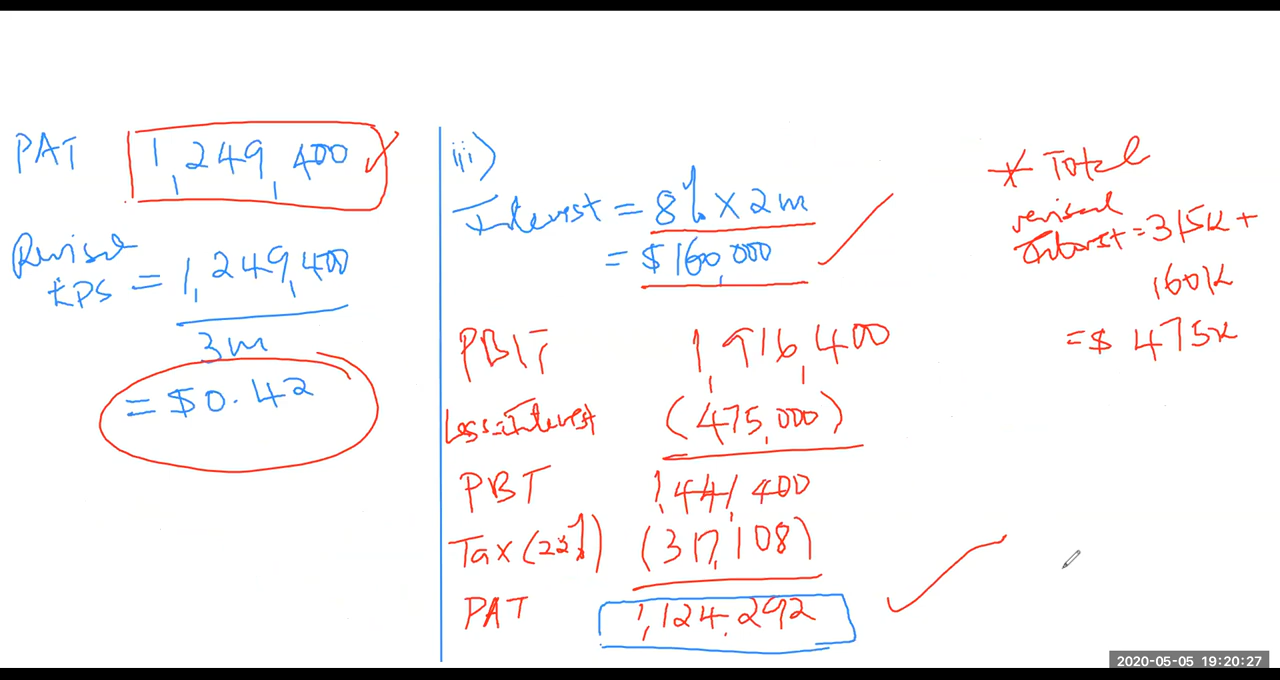 PAT 1,249,400
Revised
EPS = 1,249,400
3m
= $0.42
iii)
Interest = 8% x 2m
= $160,000
PBIT 1,916,400
Less: Interest (475,000)
PBT 1,441,400
Tax (22%) (317,108)
PAT 1,124,292
* Total
revised
Interest = 315k +
160k
= $ 475k
2020-05-05 19:20:27